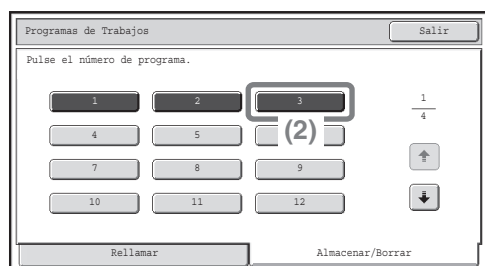 Programas de Trabajos Salir
Pulse el número de programa.
1 2 3 1
4
4 5 (2)
7 8 9
10 11 12
Rellamar Almacenar/Borrar